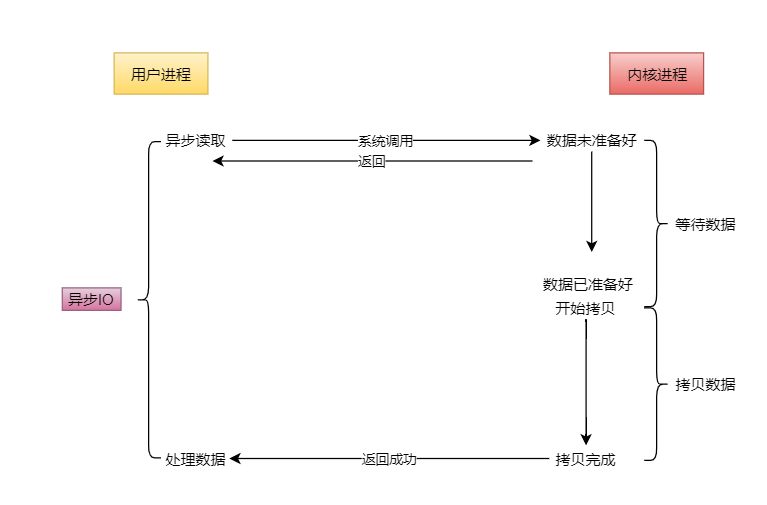 用户进程
内核进程
异步读取
系统调用
数据未准备好
返回
等待数据
数据已准备好
异步IO
开始拷贝
拷贝数据
处理数据
返回成功
拷贝完成